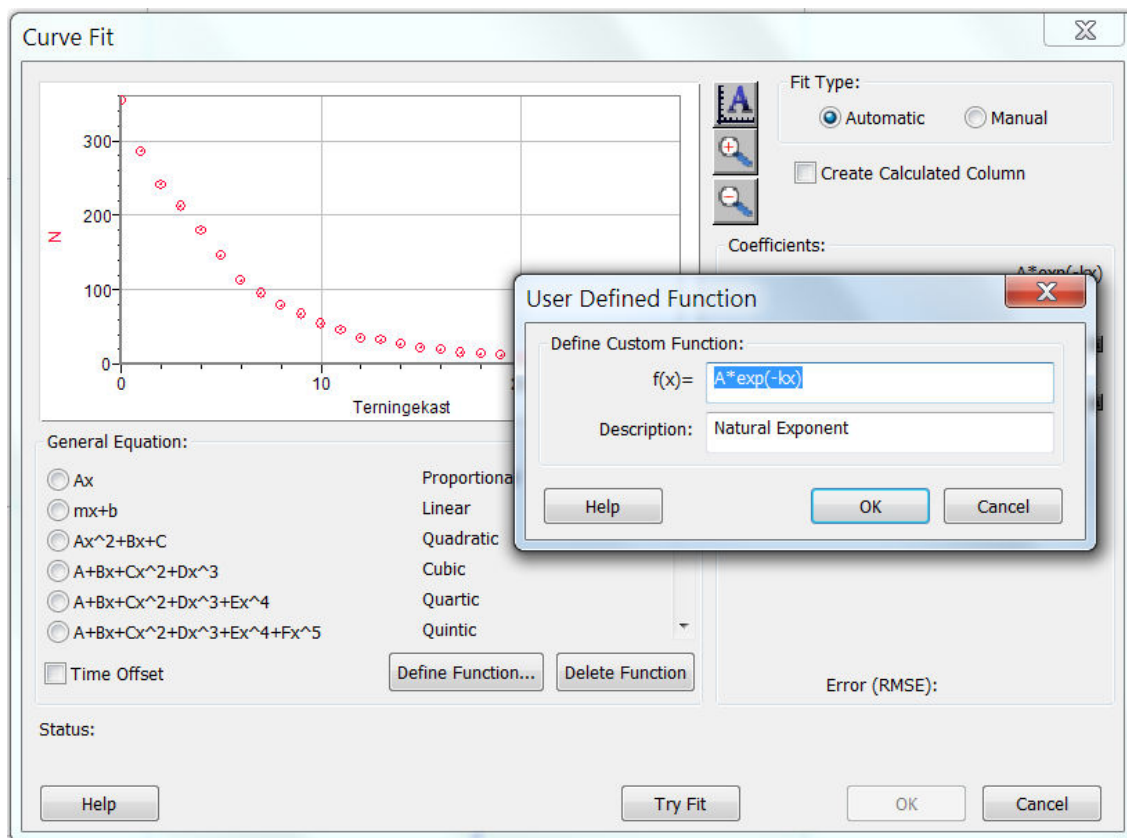 Curve Fit
Fit Type:
Automatic
Manual
Create Calculated Column
300
200
100
0
N
0
10
Terningekast
Coefficients:
A*exp(-kx)
User Defined Function
Define Custom Function:
f(x)= A*exp(-kx)
Description: Natural Exponent
Help
OK
Cancel
General Equation:
Ax
Proportiona
mx+b
Linear
Ax^2+Bx+C
Quadratic
A+Bx+Cx^2+Dx^3
Cubic
A+Bx+Cx^2+Dx^3+Ex^4
Quartic
A+Bx+Cx^2+Dx^3+Ex^4+Fx^5
Quintic
Time Offset
Define Function...
Delete Function
Error (RMSE):
Status:
Help
Try Fit
OK
Cancel